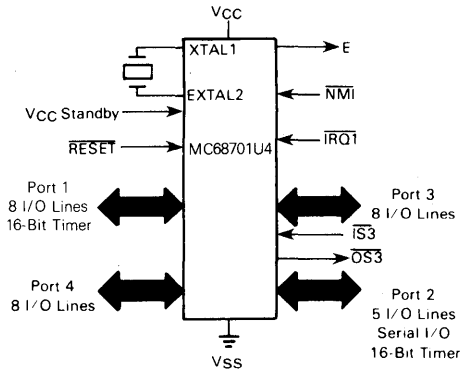 VCC
XTAL1
E
EXTAL2
NMI
VCC Standby
RESET
MC68701U4
IRQ1
Port 1
8 I/O Lines
16-Bit Timer
Port 3
8 I/O Lines
IS3
OS3
Port 4
8 I/O Lines
Port 2
5 I/O Lines
Serial I/O
16-Bit Timer
VSS